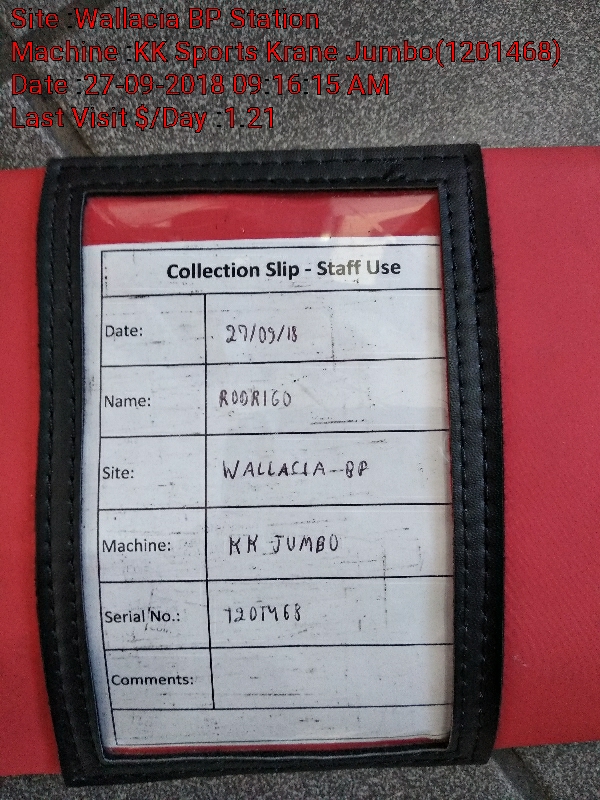 Site :Wallacia BP Station
Machine :KK Sports Krane Jumbo(1201468)
Date :27-09-2018 09:16:15 AM
Last Visit $/Day :1.21
Collection Slip - Staff Use
Date: 27/09/18
Name: RODRIGO
Site: WALLACIA-BP
Machine: KK JUMBO
Serial No.: 1201468
Comments: